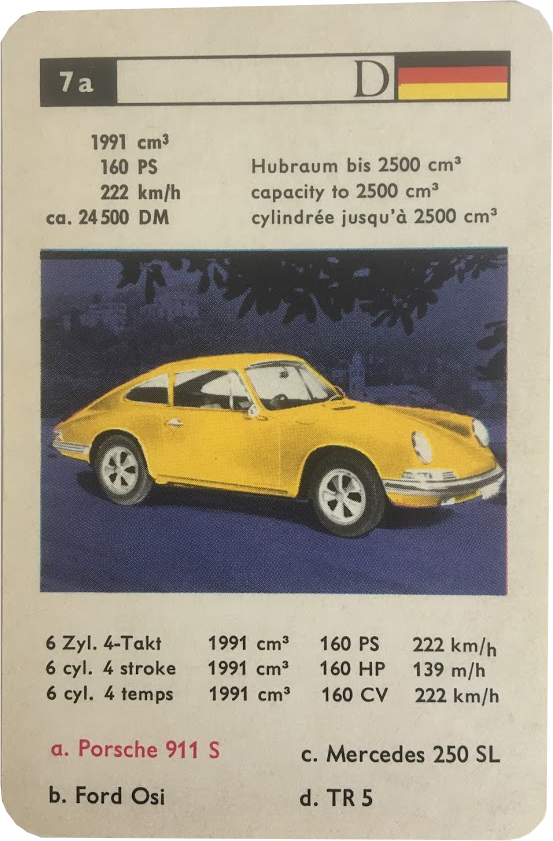 7a D
1991 cm³
160 PS
222 km/h
ca. 24500 DM
Hubraum bis 2500 cm³
capacity to 2500 cm³
cylindrée jusqu'à 2500 cm³
6 Zyl. 4-Takt 1991 cm³ 160 PS 222 km/h
6 cyl. 4 stroke 1991 cm³ 160 HP 139 m/h
6 cyl. 4 temps 1991 cm³ 160 CV 222 km/h
a. Porsche 911 S
c. Mercedes 250 SL
b. Ford Osi
d. TR 5